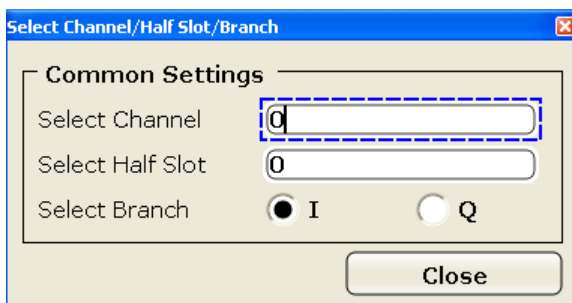 Select Channel/Half Slot/Branch
Common Settings
Select Channel 0
Select Half Slot 0
Select Branch I Q
Close